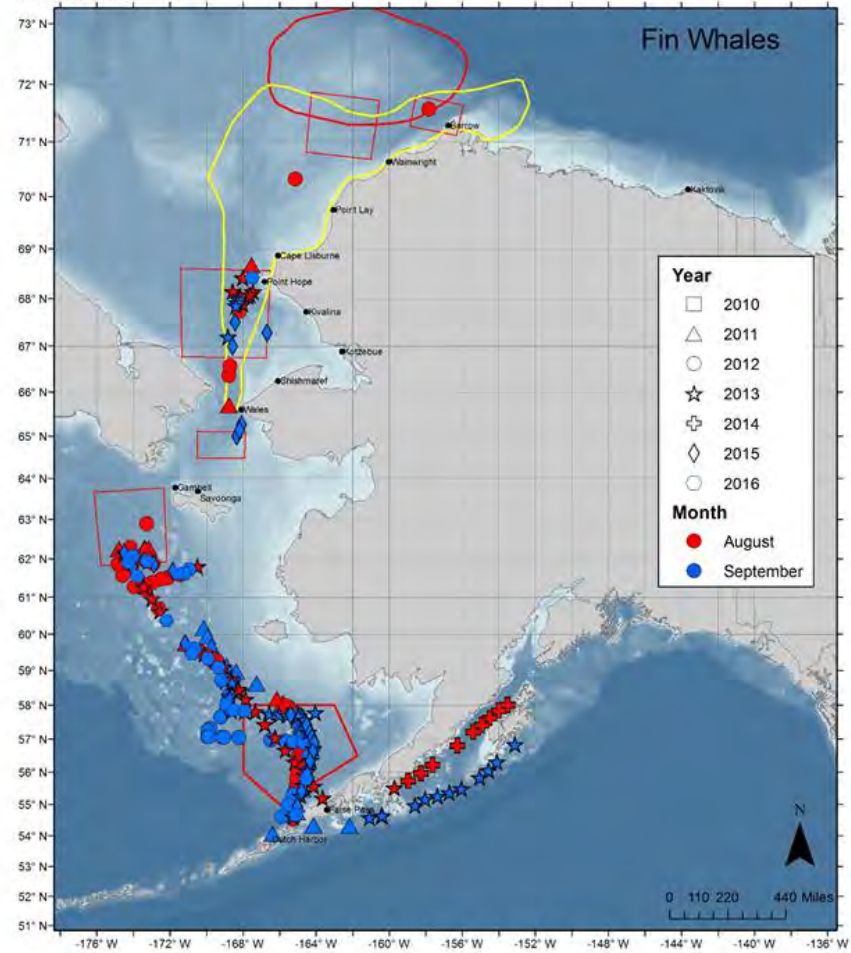 Fin Whales
73° N
72° N
71° N
70° N
69° N
68° N
67° N
66° N
65° N
64° N
63° N
62° N
61° N
60° N
59° N
58° N
57° N
56° N
55° N
54° N
53° N
52° N
51° N
Barrow
Wainwright
Kaktovik
Point Lay
Cape Lisburne
Point Hope
Kivalina
Kotzebue
Shishmaref
Wales
Gambell
Savoonga
False Pass
Dutch Harbor
Year
2010
2011
2012
2013
2014
2015
2016
Month
August
September
N
0 110 220 440 Miles
-176° W -172° W -168° W -164° W -160° W -156° W -152° W -148° W -144° W -140° W -136° W